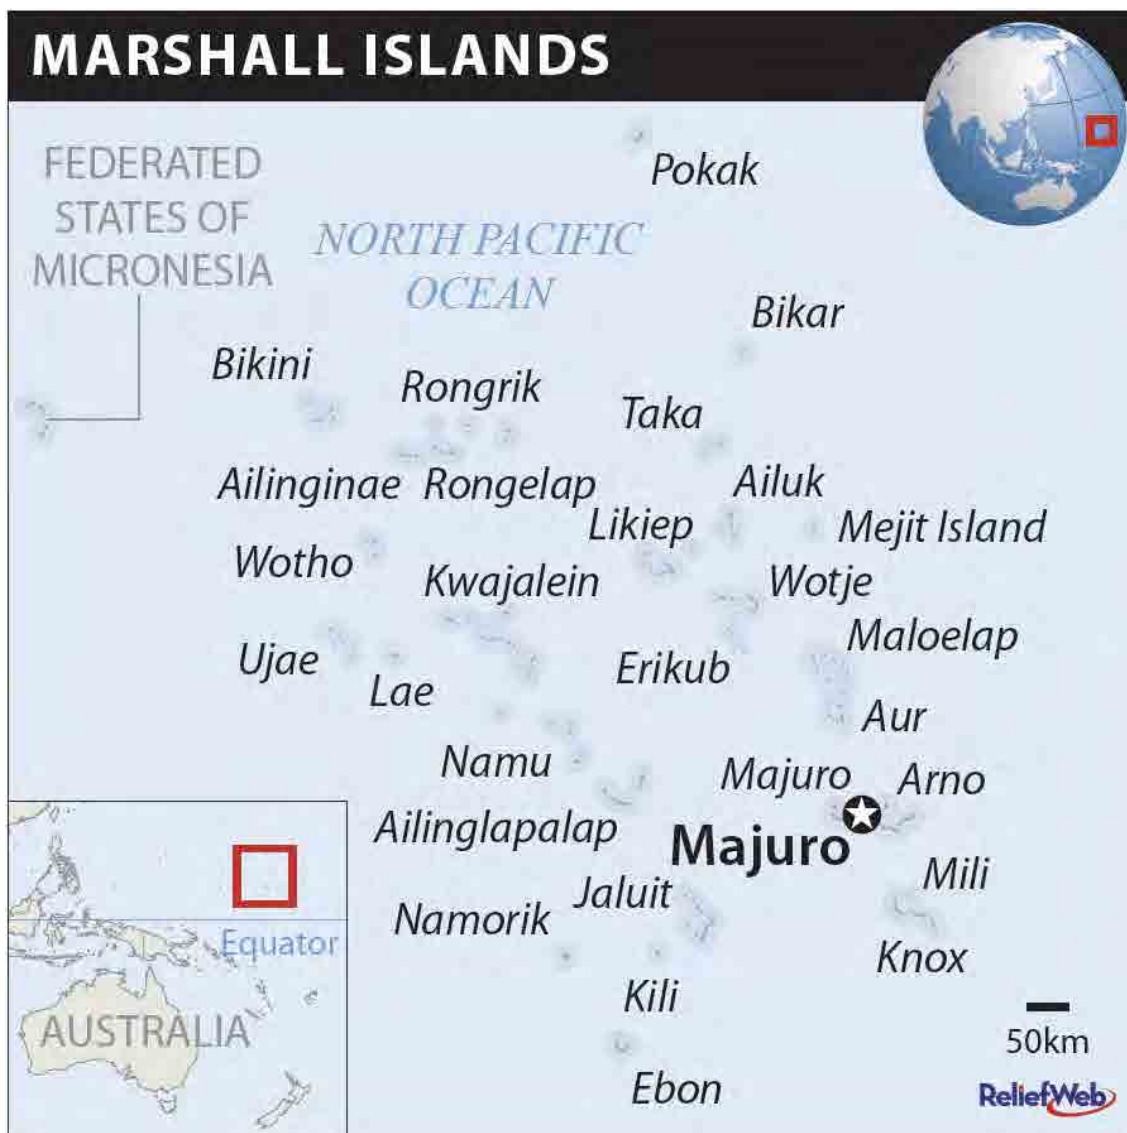 MARSHALL ISLANDS
FEDERATED
STATES OF
MICRONESIA
Pokak
NORTH PACIFIC
OCEAN
Bikar
Bikini
Rongrik
Taka
Ailinginae
Rongelap
Ailuk
Likiep
Mejit Island
Wotho
Kwajalein
Wotje
Ujae
Lae
Erikub
Maloelap
Aur
Namu
Majuro
Arno
Ailinglapalap
Majuro
Mili
Jaluit
Namorik
Knox
Kili
Ebon
Equator
AUSTRALIA
50km
ReliefWeb